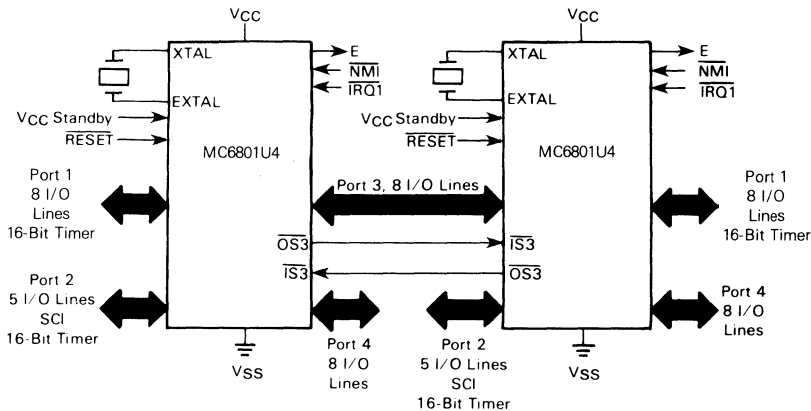 VCC
XTAL
E
NMI
IRQ1
EXTAL
VCC Standby
RESET
MC6801U4
Port 1
8 I/O
Lines
16-Bit Timer
Port 2
5 I/O Lines
SCI
16-Bit Timer
OS3
IS3
Port 3, 8 I/O Lines
Port 4
8 I/O
Lines
VSS
VCC
XTAL
E
NMI
IRQ1
EXTAL
VCC Standby
RESET
MC6801U4
IS3
OS3
Port 1
8 I/O
Lines
16-Bit Timer
Port 4
8 I/O
Lines
Port 2
5 I/O Lines
SCI
16-Bit Timer
VSS